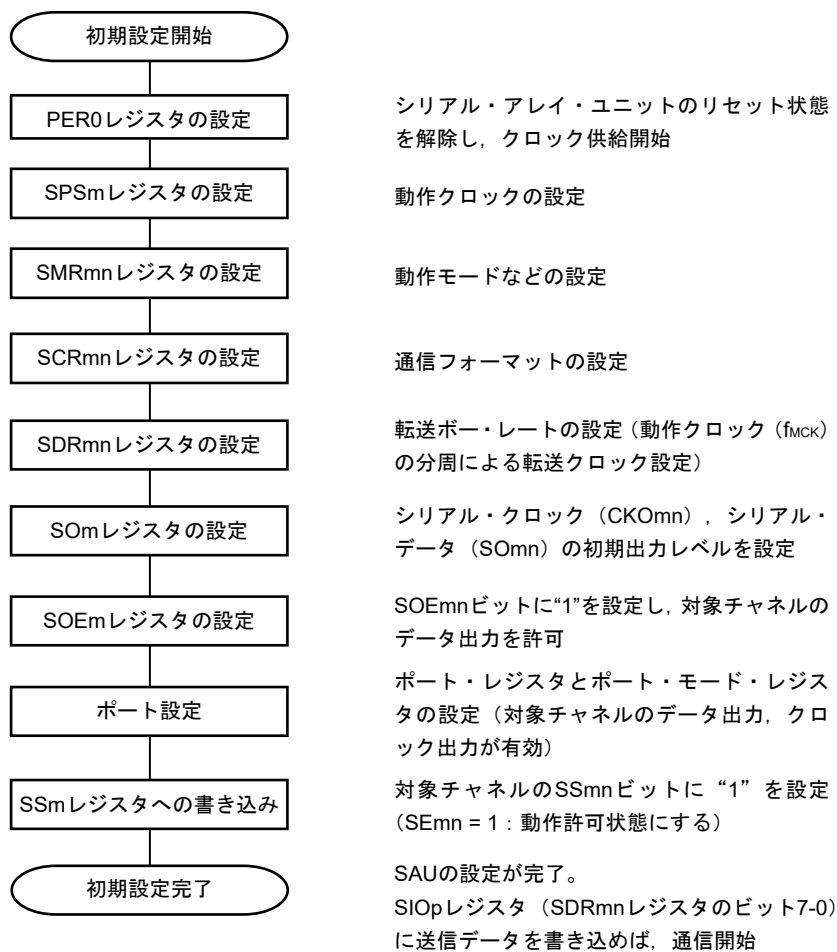 初期設定開始
PER0レジスタの設定
シリアル・アレイ・ユニットのリセット状態
を解除し，クロック供給開始
SPSmレジスタの設定
動作クロックの設定
SMRmnレジスタの設定
動作モードなどの設定
SCRmnレジスタの設定
通信フォーマットの設定
SDRmnレジスタの設定
転送ボー・レートの設定（動作クロック（fMCK）
の分周による転送クロック設定）
SOmレジスタの設定
シリアル・クロック（CKOmn），シリアル・
データ（SOmn）の初期出力レベルを設定
SOEmレジスタの設定
SOEmnビットに“1”を設定し，対象チャネルの
データ出力を許可
ポート設定
ポート・レジスタとポート・モード・レジス
タの設定（対象チャネルのデータ出力，クロ
ック出力が有効）
SSmレジスタへの書き込み
対象チャネルのSSmnビットに“1”を設定
（SEmn = 1：動作許可状態にする）
初期設定完了
SAUの設定が完了。
SIOpレジスタ（SDRmnレジスタのビット7-0）
に送信データを書き込めば，通信開始